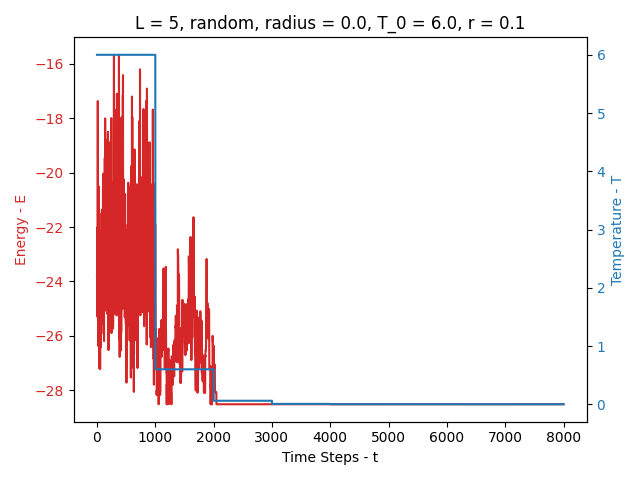 L = 5, random, radius = 0.0, T_0 = 6.0, r = 0.1
Energy - E
−16
−18
−20
−22
−24
−26
−28
6
5
4
3
2
1
0
Temperature - T
0 1000 2000 3000 4000 5000 6000 7000 8000
Time Steps - t